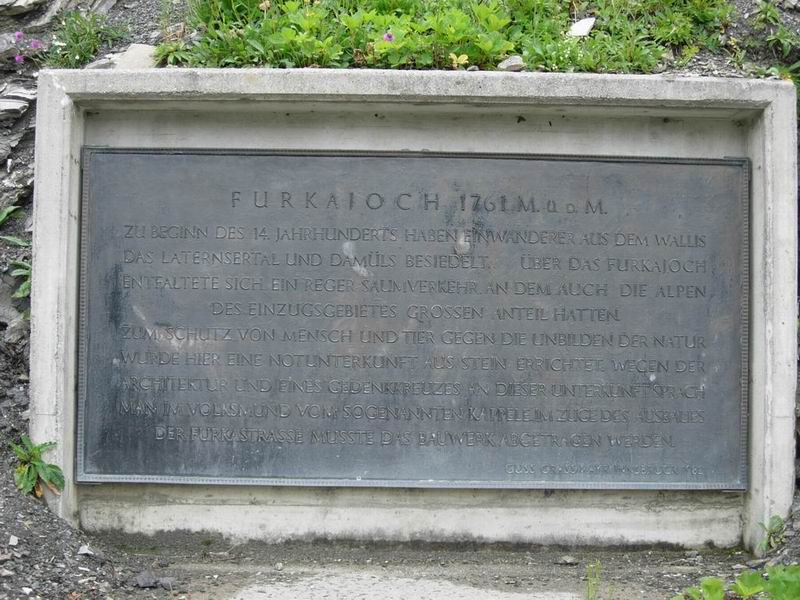 FURKAJOCH 1761 M. ü. M.
ZU BEGINN DES 14. JAHRHUNDERTS HABEN EINWANDERER AUS DEM WALLIS
DAS LATERNSERTAL UND DAMÜLS BESIEDELT. ÜBER DAS FURKAJOCH
ENTFALTETE SICH EIN REGER SAUMVERKEHR, AN DEM AUCH DIE ALPEN
DES EINZUGSGEBIETES GROSSEN ANTEIL HATTEN.
ZUM SCHUTZ VON MENSCH UND TIER GEGEN DIE UNBILDEN DER NATUR
WURDE HIER EINE NOTUNTERKUNFT AUS STEIN ERRICHTET. WEGEN DER
ARCHITEKTUR UND EINES GEDENKKREUZES AN DIESER UNTERKUNFT SPRACH
MAN IM VOLKSMUND VOM SOGENANNTEN KÄPPELE. IM ZUGE DES AUSBAUES
DER FURKASTRASSE MUSSTE DAS BAUWERK ABGETRAGEN WERDEN.
GUSS GRASSMAYR INNSBRUCK